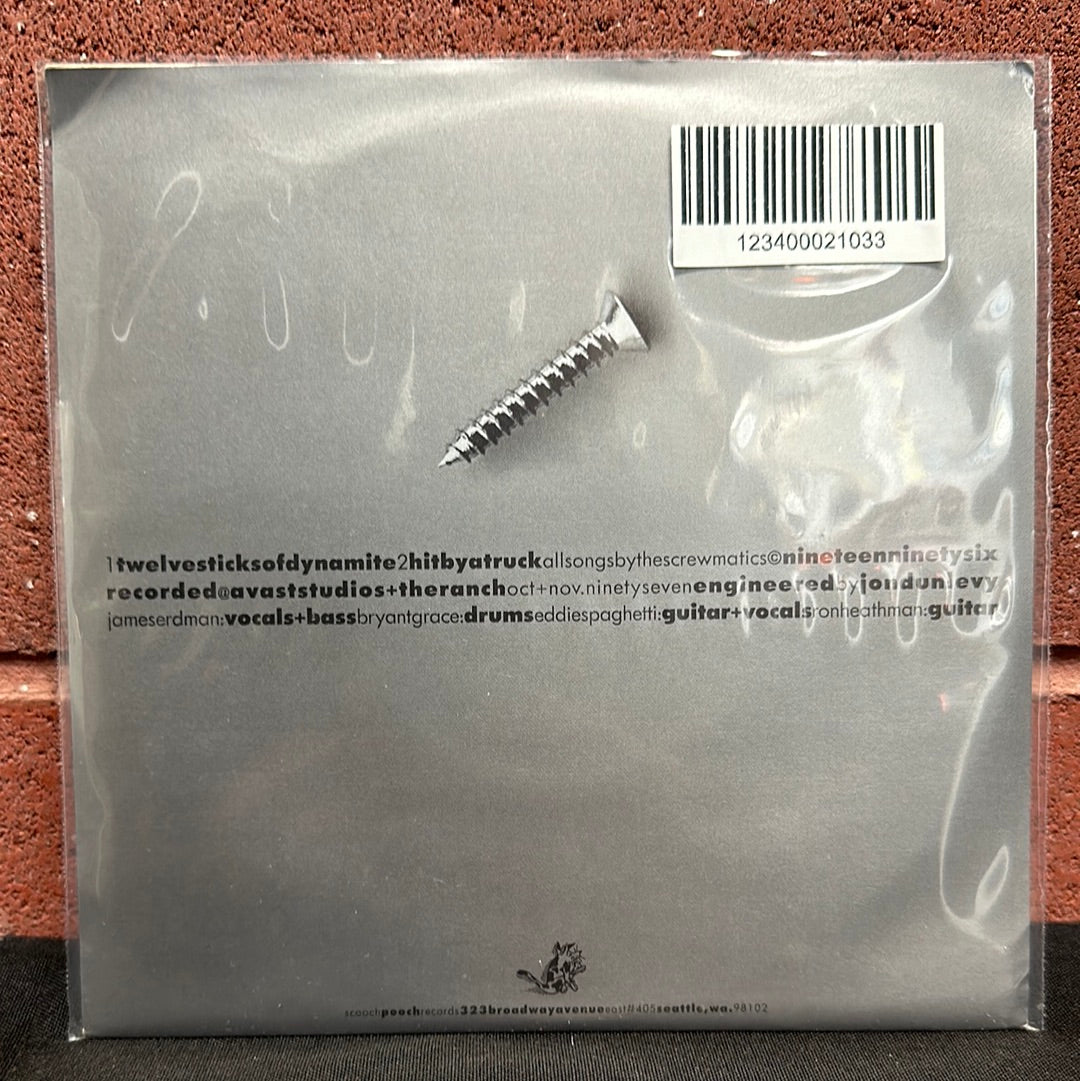 123400021033
1twelvesticksofdynamite2hitbyatruckallsongsbythescrewmatics©nineteenninetysix
recorded@avaststudios+theranchoct+nov.ninetysevenengineeredbyjondunlevy
jameserdman:vocals+bassbryantgrace:drumseddiespaghetti:guitar+vocalsronheathman:guitar
scoochpoochrecords323broadwayavenueeast#405seattle,wa.98102